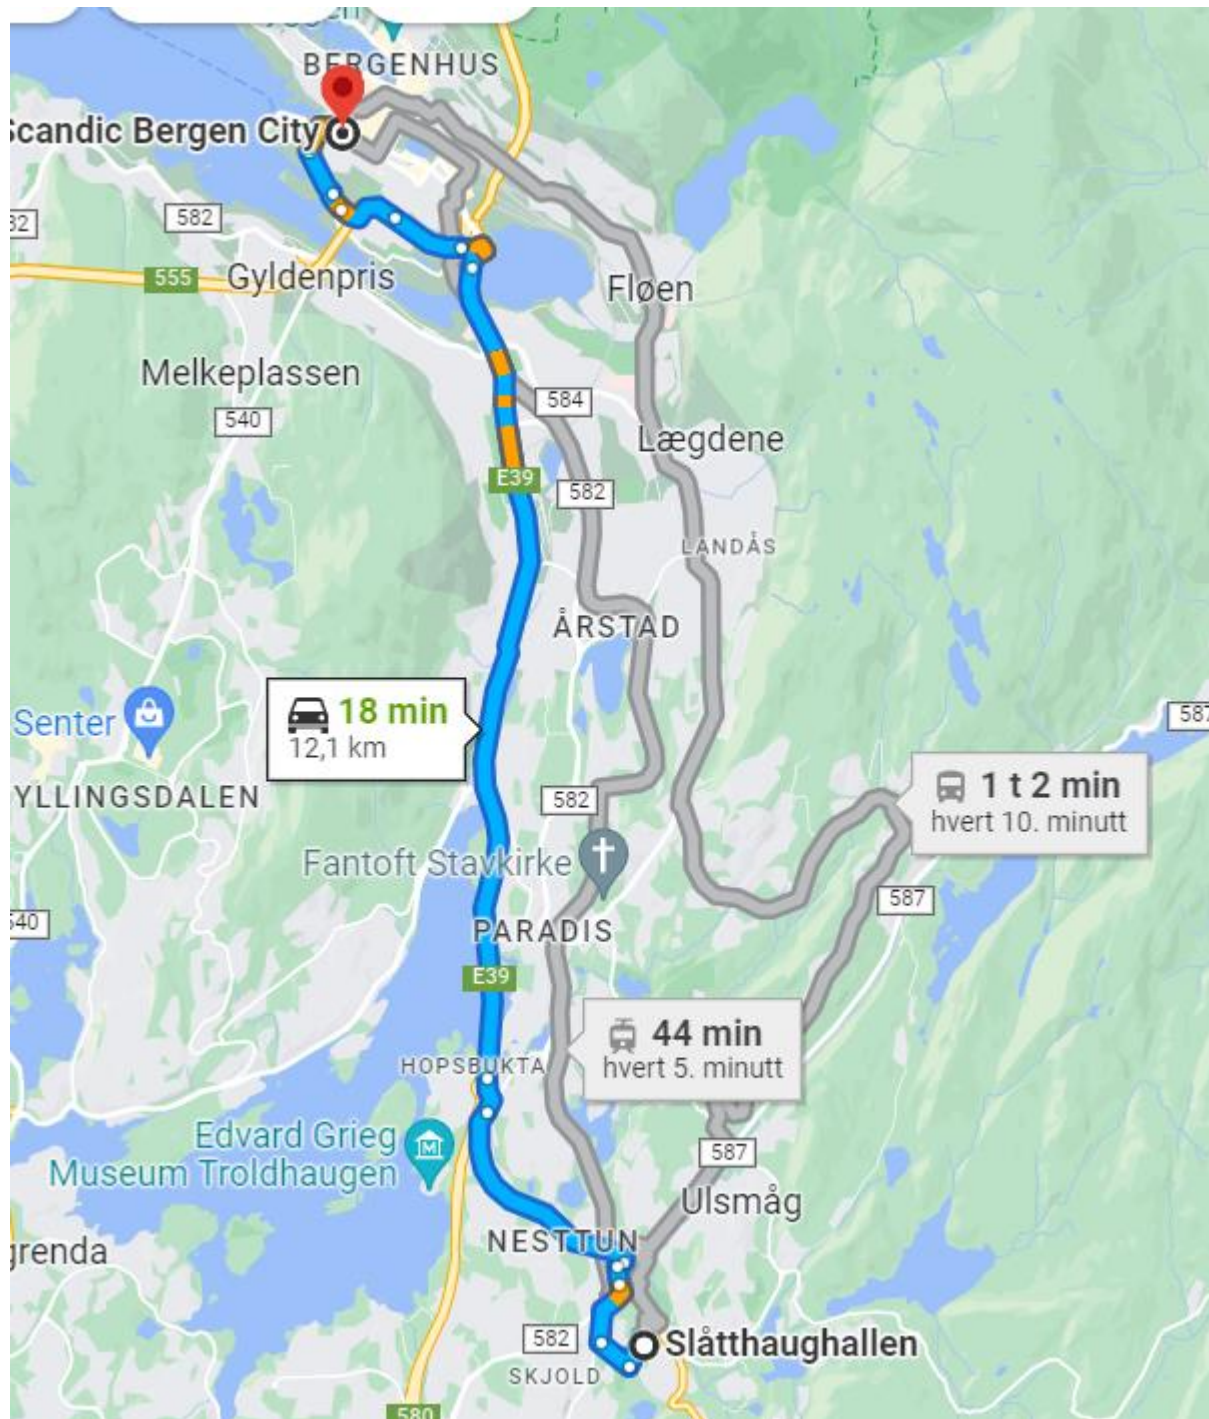 BERGENHUS
Scandic Bergen City
582
555
Gyldenpris
Fløen
Melkeplassen
584
540
Lægdene
E39
582
LANDÅS
ÅRSTAD
18 min
12,1 km
Senter
587
1 t 2 min
hvert 10. minutt
YLLINGSDALEN
582
Fantoft Stavkirke
587
540
PARADIS
E39
44 min
hvert 5. minutt
HOPSBUKTA
Edvard Grieg
Museum Troldhaugen
587
Ulsmåg
NESTTUN
grenda
582
Slåtthaughallen
SKJOLD
580